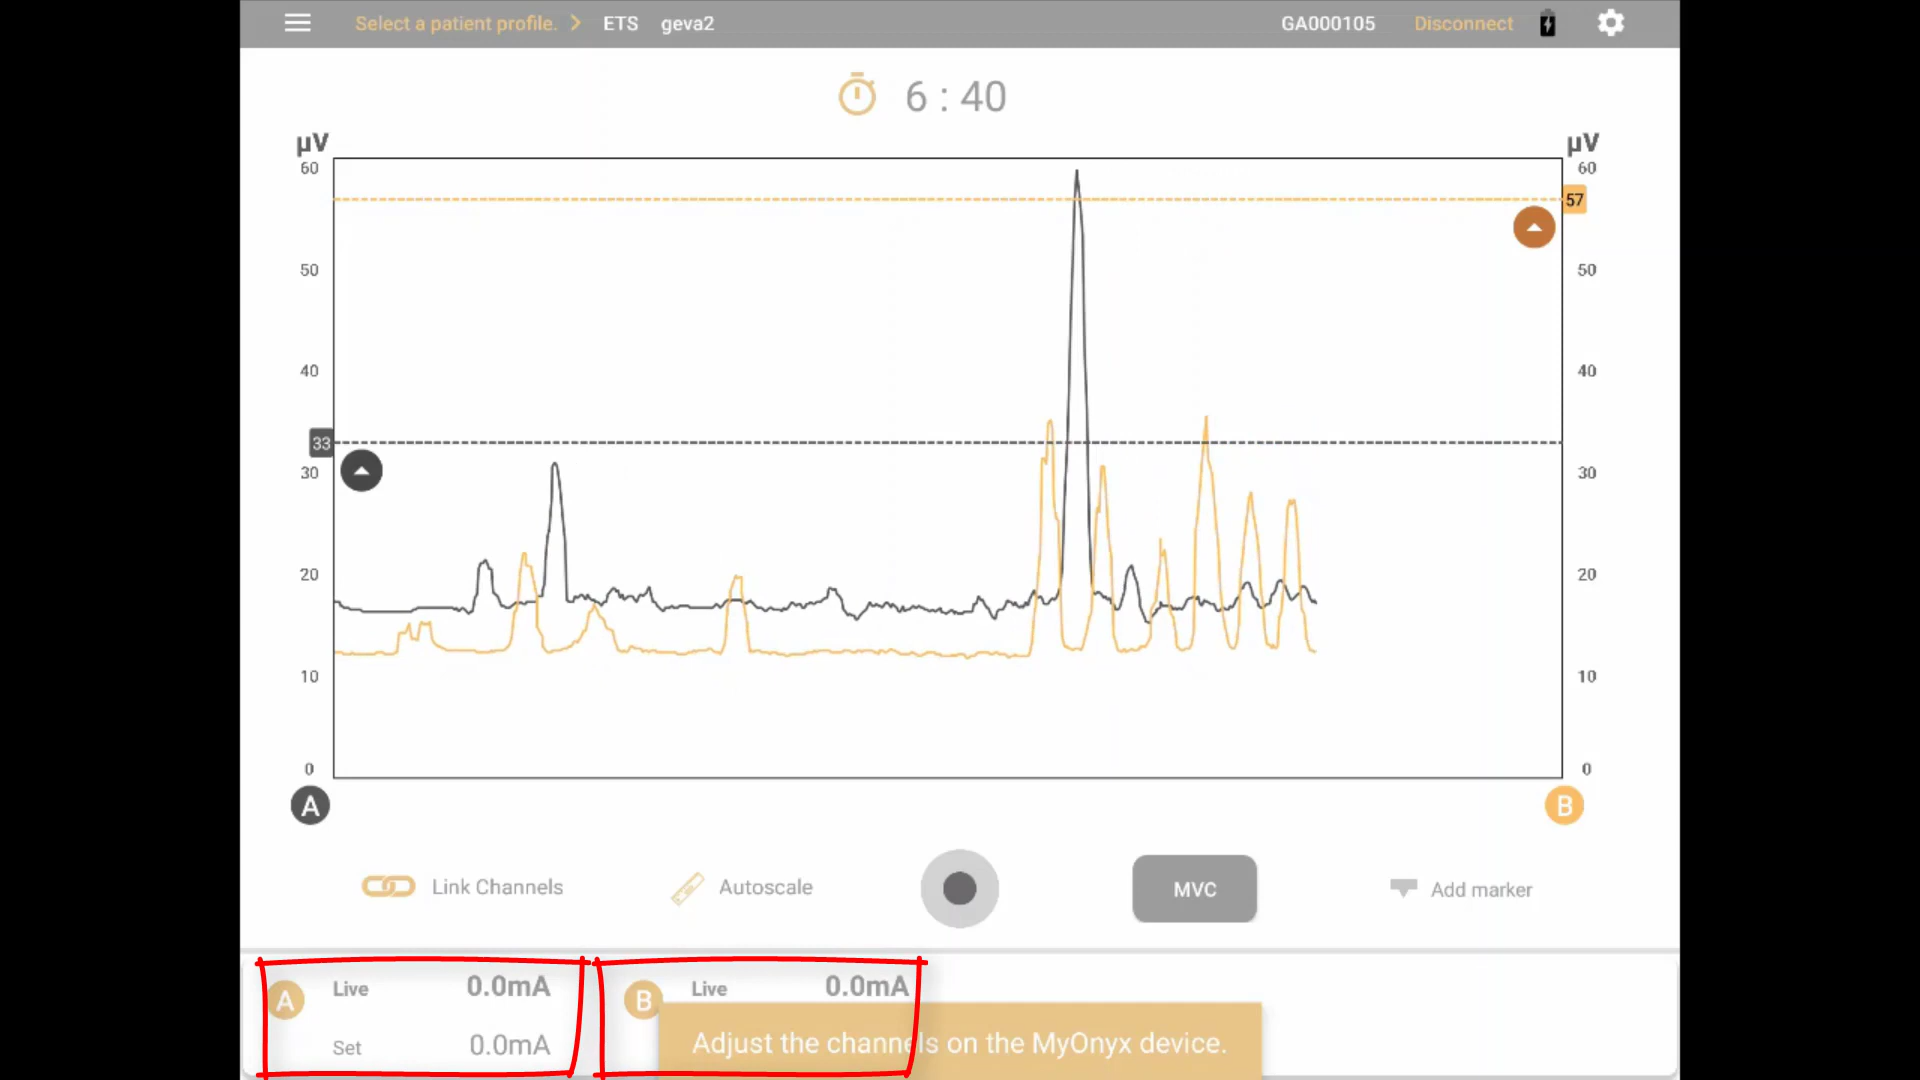 Select a patient profile. > ETS geva2 GA000105 Disconnect
6 : 40
µV µV
60 60
57
50 50
40 40
33
30 30
20 20
10 10
0 0
A B
Link Channels Autoscale MVC Add marker
A Live 0.0mA B Live 0.0mA
Set 0.0mA
Adjust the channels on the MyOnyx device.